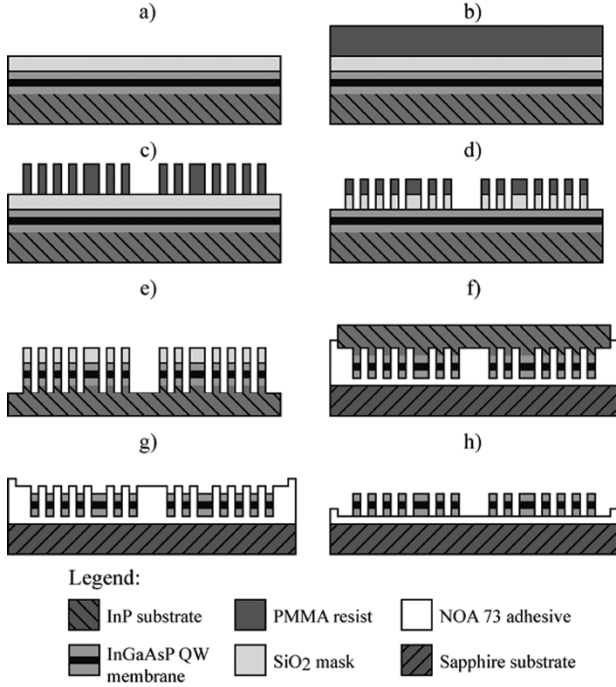 a)
b)
c)
d)
e)
f)
g)
h)
Legend:
InP substrate
PMMA resist
NOA 73 adhesive
InGaAsP QW
membrane
SiO2 mask
Sapphire substrate